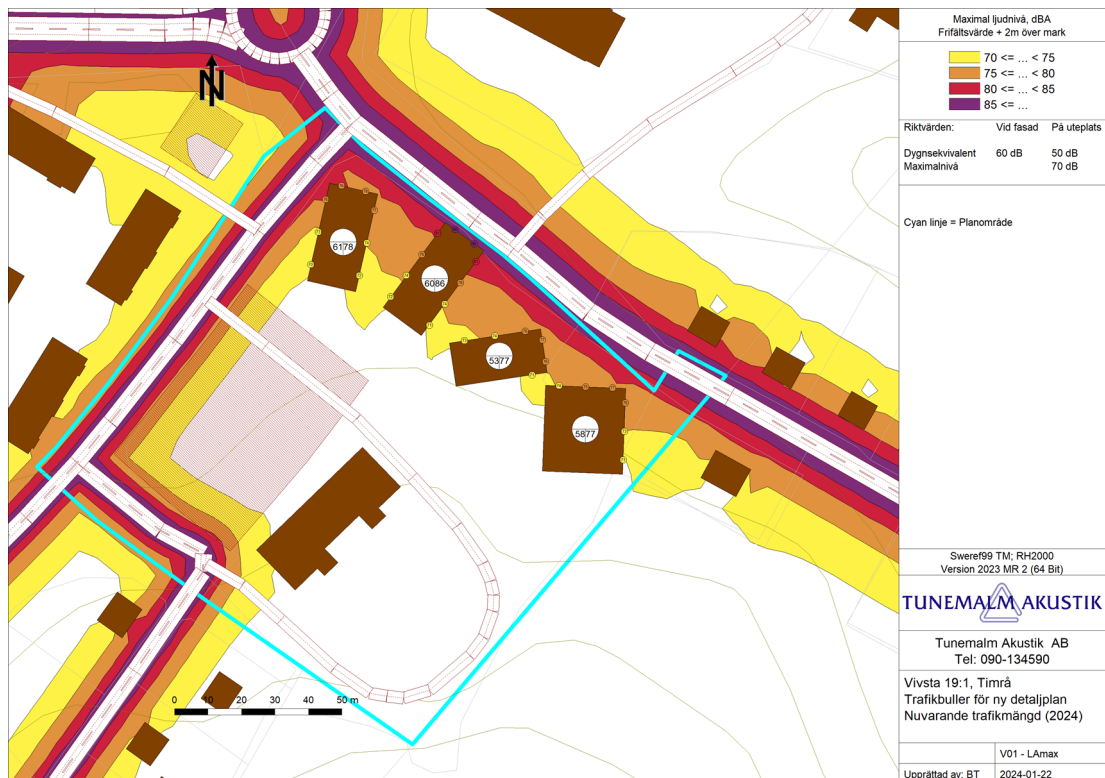 Maximal ljudnivå, dBA
Frifältsvärde + 2m över mark
70 <= ... < 75
75 <= ... < 80
80 <= ... < 85
85 <= ...
Riktvärden: Vid fasad På uteplats
Dygnsekvivalent 60 dB 50 dB
Maximalnivå 70 dB
Cyan linje = Planområde
N
6178
6086
5377
5877
0 10 20 30 40 50 m
Sweref99 TM; RH2000
Version 2023 MR 2 (64 Bit)
TUNEMALM AKUSTIK
Tunemalm Akustik AB
Tel: 090-134590
Vivsta 19:1, Timrå
Trafikbuller för ny detaljplan
Nuvarande trafikmängd (2024)
V01 - LAmax
Upprättad av: BT 2024-01-22